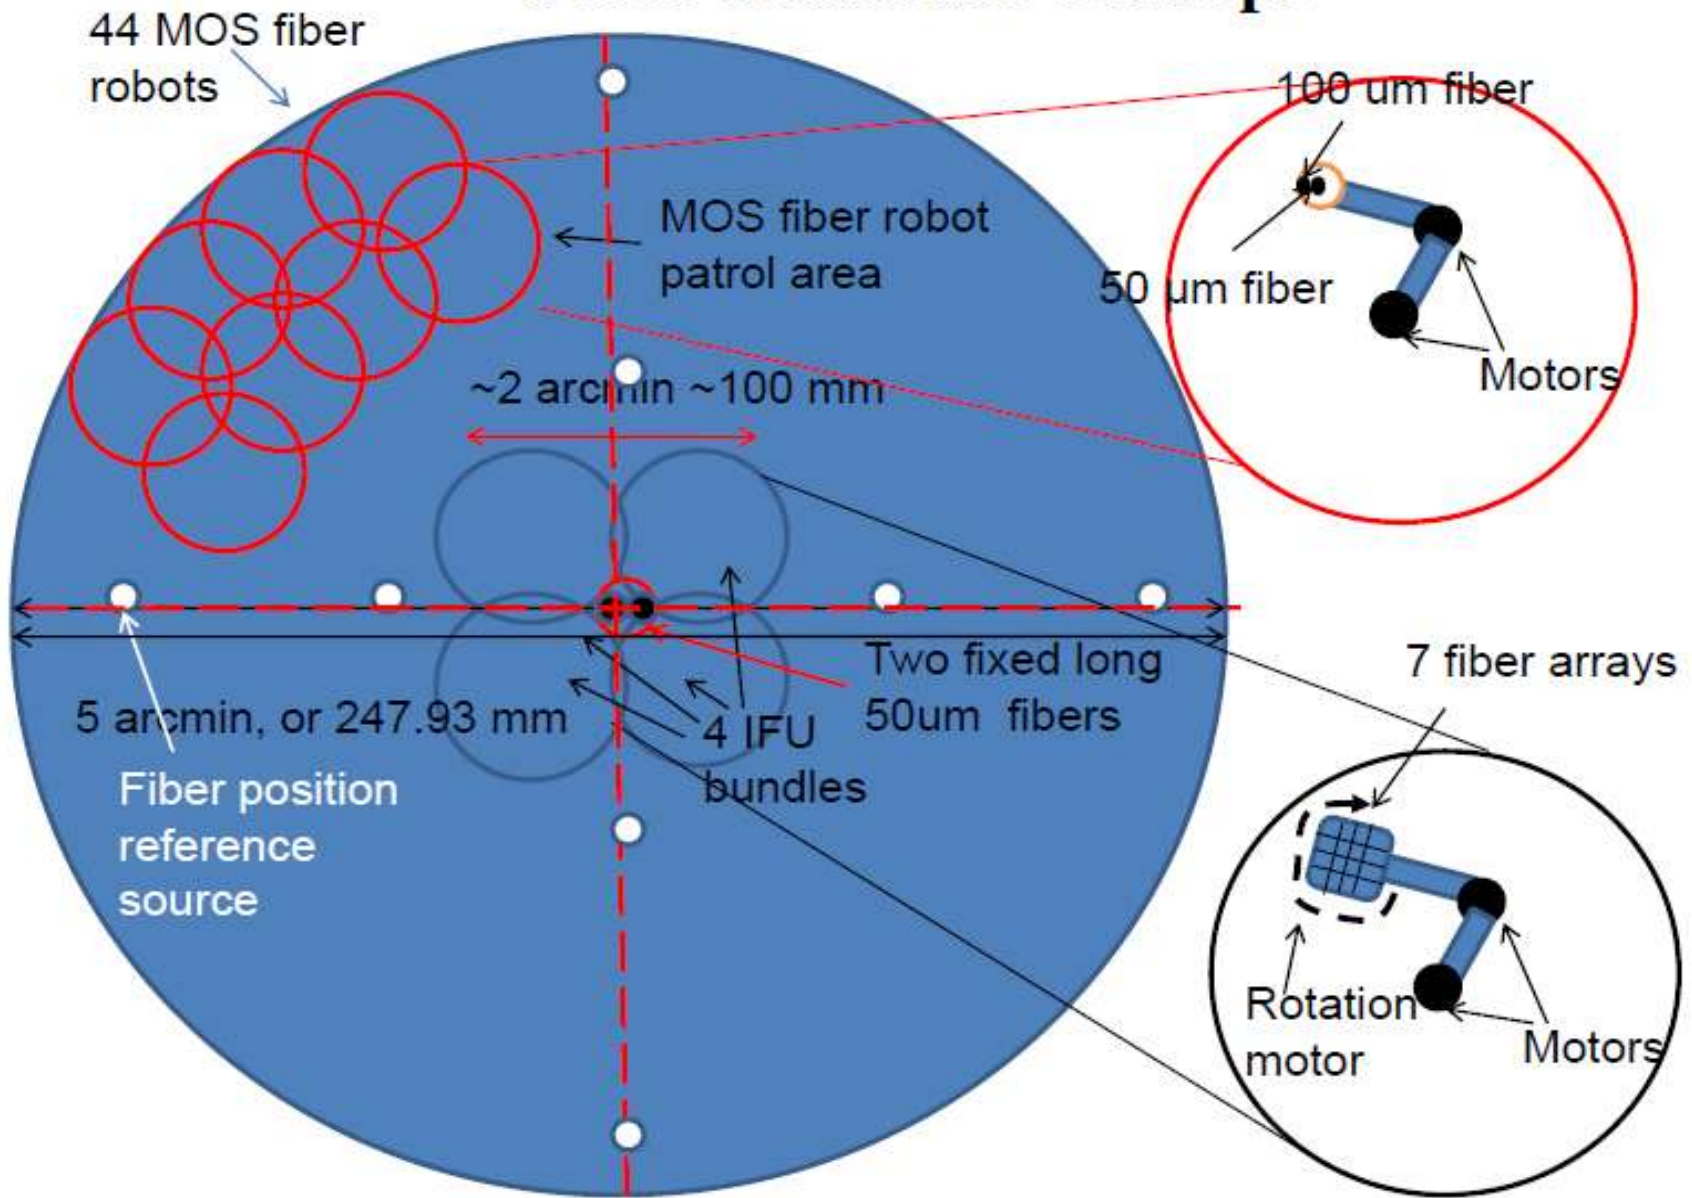 44 MOS fiber
robots
100 um fiber
MOS fiber robot
patrol area
50 µm fiber
Motors
~2 arcmin ~100 mm
Two fixed long
50um fibers
7 fiber arrays
5 arcmin, or 247.93 mm
4 IFU
bundles
Fiber position
reference
source
Rotation
motor
Motors